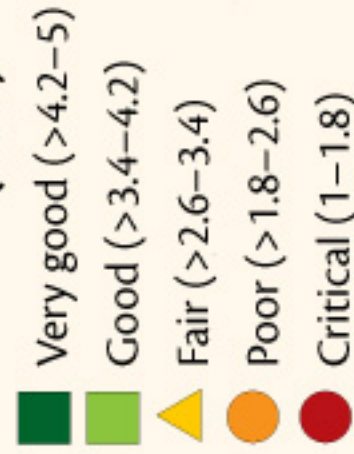 Very good (>4.2–5)
Good (>3.4–4.2)
Fair (>2.6–3.4)
Poor (>1.8–2.6)
Critical (1–1.8)